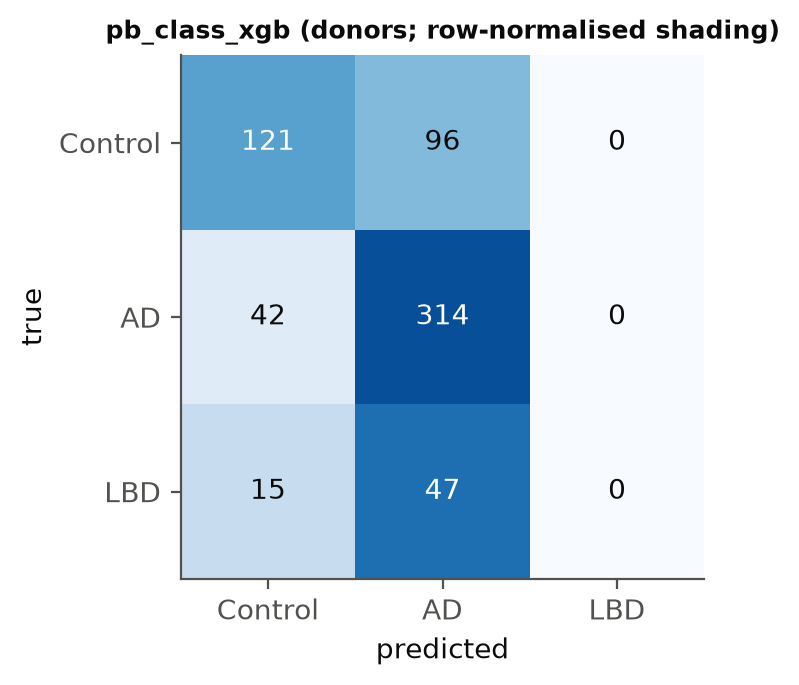 pb_class_xgb (donors; row-normalised shading)
Control 121 96 0
AD 42 314 0
LBD 15 47 0
Control AD LBD
predicted
true